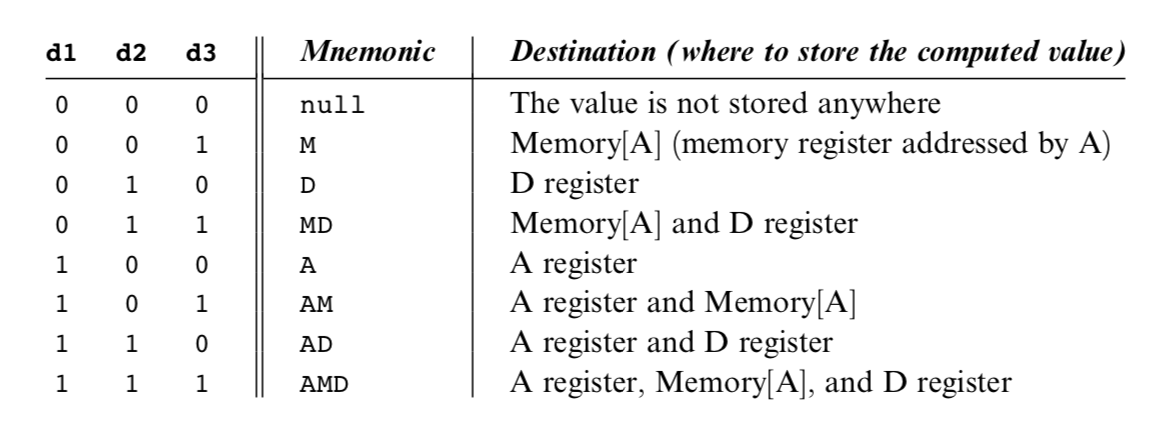 d1 d2 d3 Mnemonic Destination (where to store the computed value)
0 0 0 null The value is not stored anywhere
0 0 1 M Memory[A] (memory register addressed by A)
0 1 0 D D register
0 1 1 MD Memory[A] and D register
1 0 0 A A register
1 0 1 AM A register and Memory[A]
1 1 0 AD A register and D register
1 1 1 AMD A register, Memory[A], and D register